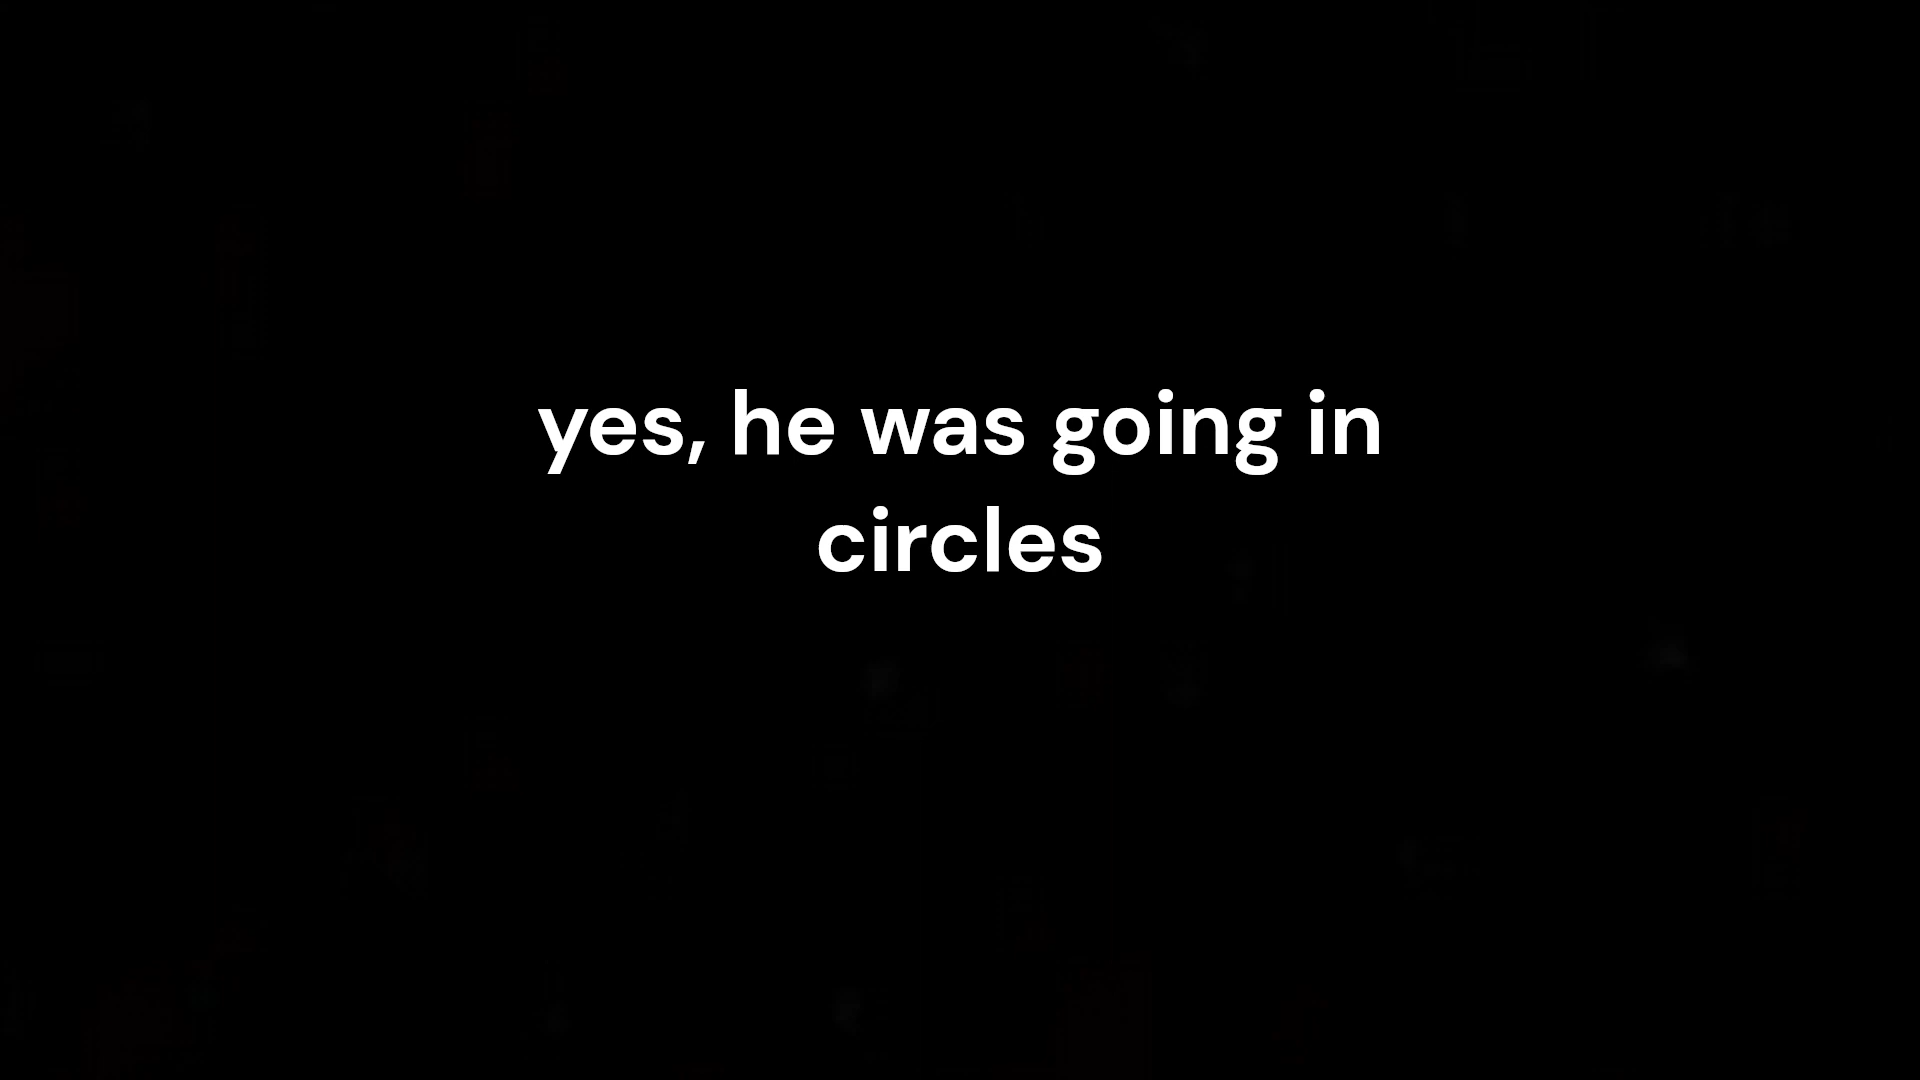 yes, he was going in
circles